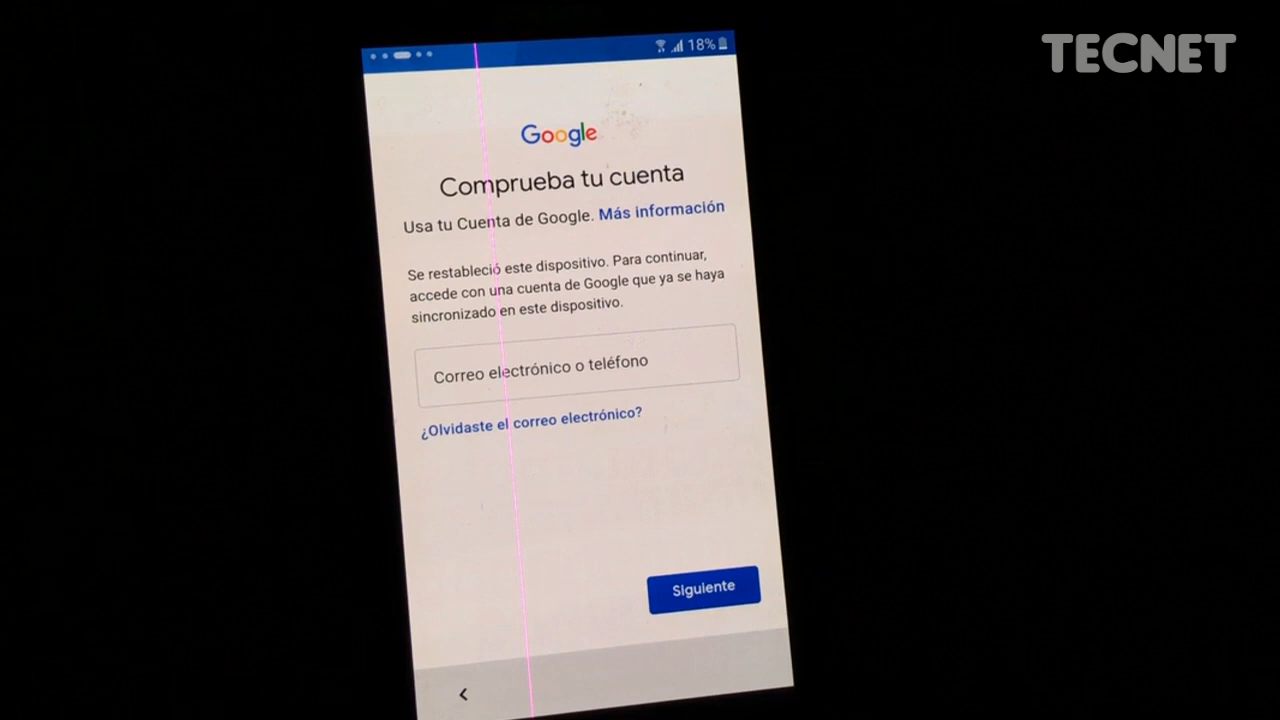 TECNET
18%
Google
Comprueba tu cuenta
Usa tu Cuenta de Google. Más información
Se restableció este dispositivo. Para continuar,
accede con una cuenta de Google que ya se haya
sincronizado en este dispositivo.
Correo electrónico o teléfono
¿Olvidaste el correo electrónico?
Siguiente